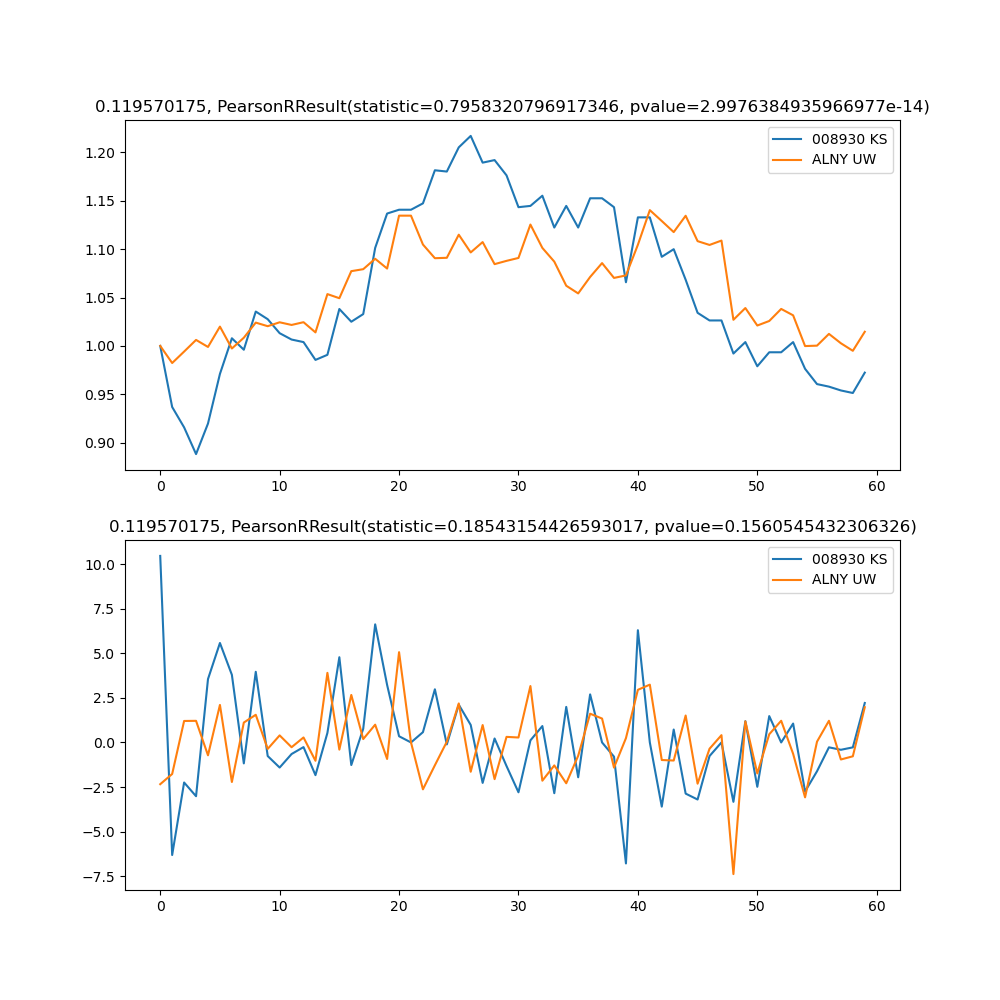 0.119570175, PearsonRResult(statistic=0.7958320796917346, pvalue=2.9976384935966977e-14)
008930 KS
ALNY UW
1.20
1.15
1.10
1.05
1.00
0.95
0.90
0 10 20 30 40 50 60
0.119570175, PearsonRResult(statistic=0.18543154426593017, pvalue=0.1560545432306326)
008930 KS
ALNY UW
10.0
7.5
5.0
2.5
0.0
−2.5
−5.0
−7.5
0 10 20 30 40 50 60